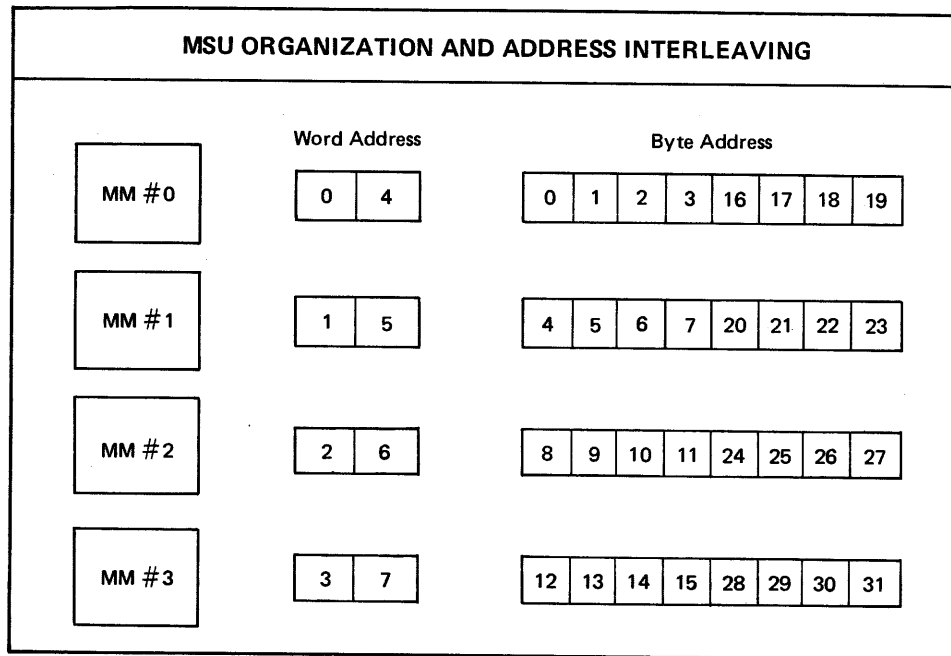 MSU ORGANIZATION AND ADDRESS INTERLEAVING
Word Address Byte Address
MM #0 0 4 0 1 2 3 16 17 18 19
MM #1 1 5 4 5 6 7 20 21 22 23
MM #2 2 6 8 9 10 11 24 25 26 27
MM #3 3 7 12 13 14 15 28 29 30 31